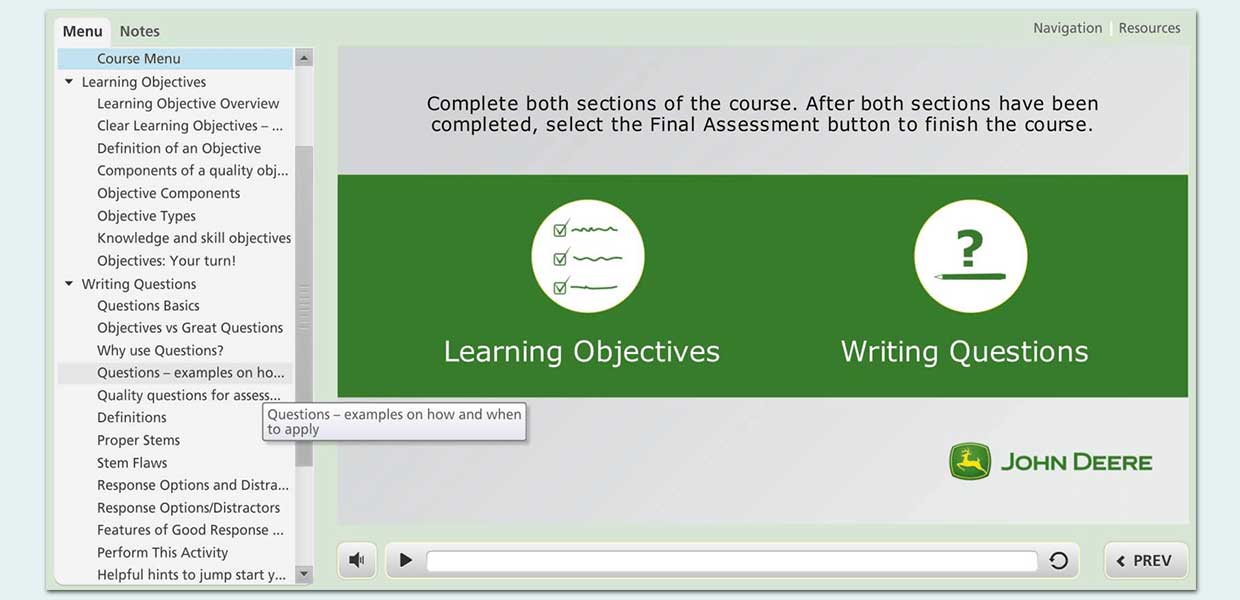 Menu
Notes
Navigation | Resources
Course Menu
Learning Objectives
Learning Objective Overview
Clear Learning Objectives – ...
Definition of an Objective
Components of a quality obj...
Objective Components
Objective Types
Knowledge and skill objectives
Objectives: Your turn!
Writing Questions
Questions Basics
Objectives vs Great Questions
Why use Questions?
Questions – examples on ho...
Quality questions for assess...
Definitions
Proper Stems
Stem Flaws
Response Options and Distra...
Response Options/Distractors
Features of Good Response ...
Perform This Activity
Helpful hints to jump start y...
Questions – examples on how and when
to apply
Complete both sections of the course. After both sections have been
completed, select the Final Assessment button to finish the course.
?
Learning Objectives
Writing Questions
JOHN DEERE
PREV